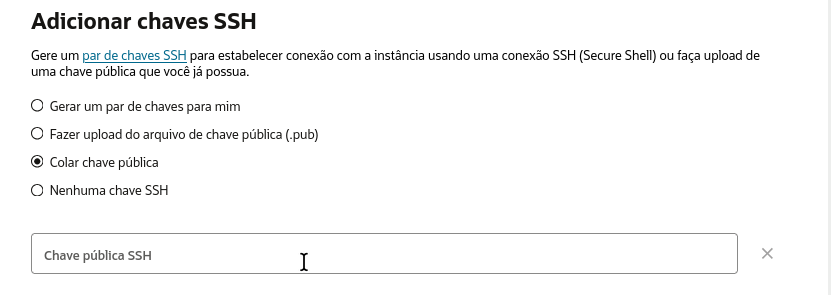 Adicionar chaves SSH
Gere um par de chaves SSH para estabelecer conexão com a instância usando uma conexão SSH (Secure Shell) ou faça upload de
uma chave pública que você já possua.
Gerar um par de chaves para mim
Fazer upload do arquivo de chave pública (.pub)
Colar chave pública
Nenhuma chave SSH
Chave pública SSH